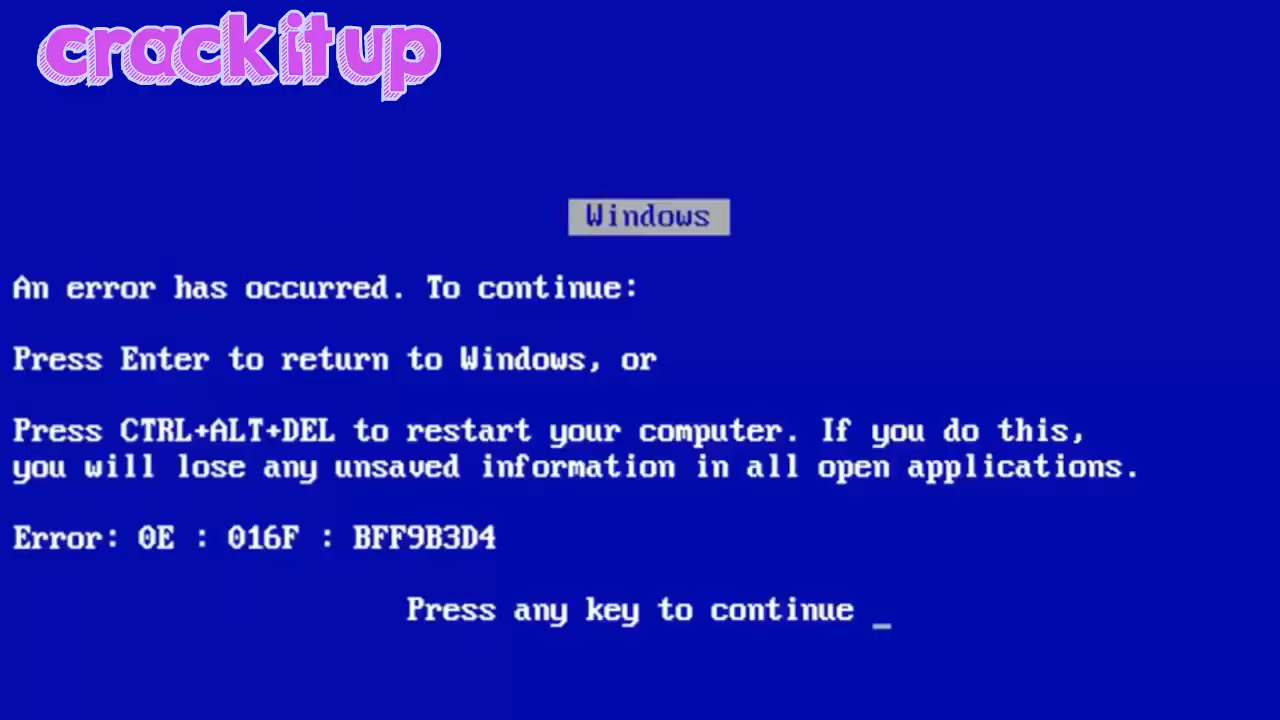 crackitup
Windows
An error has occurred. To continue:
Press Enter to return to Windows, or
Press CTRL+ALT+DEL to restart your computer. If you do this,
you will lose any unsaved information in all open applications.
Error: 0E : 016F : BFF9B3D4
Press any key to continue _